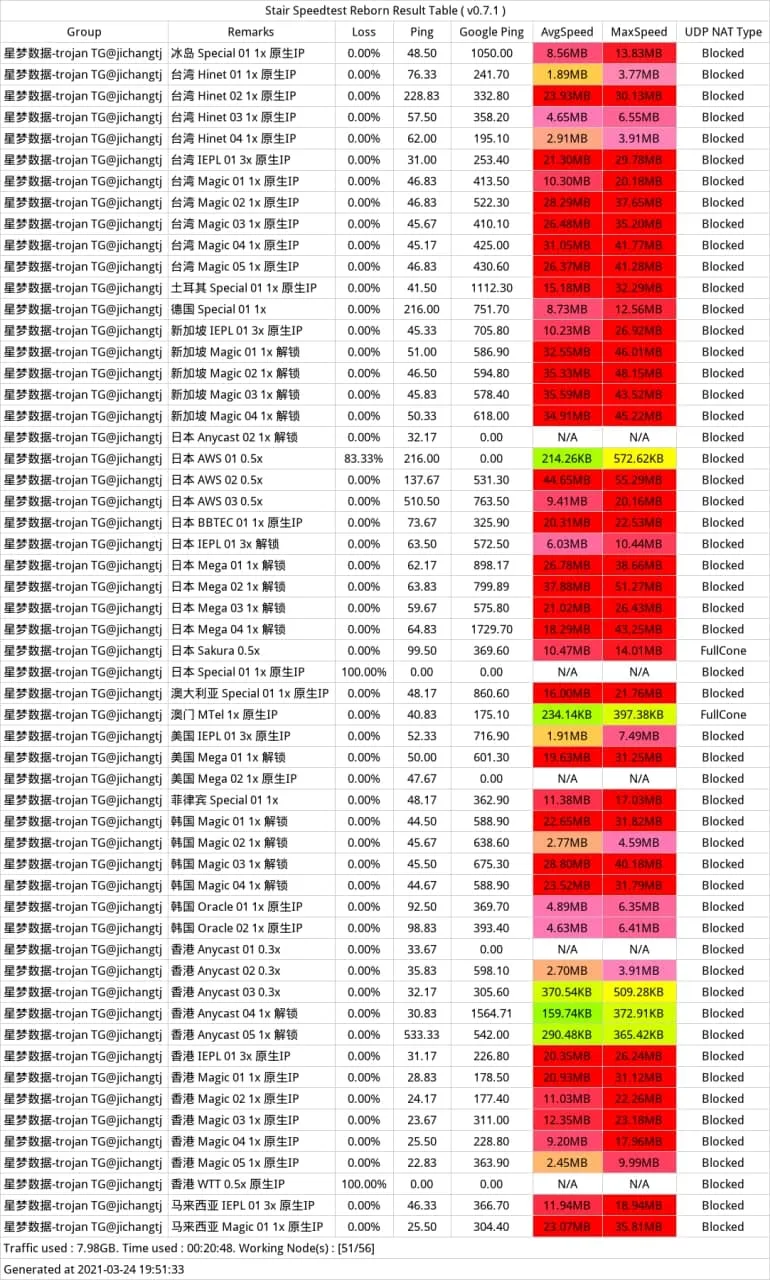 Stair Speedtest Reborn Result Table ( v0.7.1 )
Group Remarks Loss Ping Google Ping AvgSpeed MaxSpeed UDP NAT Type
星梦数据-trojan TG@jichangtj 冰岛 Special 01 1x 原生IP 0.00% 48.50 1050.00 8.56MB 13.83MB Blocked
星梦数据-trojan TG@jichangtj 台湾 Hinet 01 1x 原生IP 0.00% 76.33 241.70 1.89MB 3.77MB Blocked
星梦数据-trojan TG@jichangtj 台湾 Hinet 02 1x 原生IP 0.00% 228.83 332.80 23.93MB 30.13MB Blocked
星梦数据-trojan TG@jichangtj 台湾 Hinet 03 1x 原生IP 0.00% 57.50 358.20 4.65MB 6.55MB Blocked
星梦数据-trojan TG@jichangtj 台湾 Hinet 04 1x 原生IP 0.00% 62.00 195.10 2.91MB 3.91MB Blocked
星梦数据-trojan TG@jichangtj 台湾 IEPL 01 3x 原生IP 0.00% 31.00 253.40 21.30MB 29.78MB Blocked
星梦数据-trojan TG@jichangtj 台湾 Magic 01 1x 原生IP 0.00% 46.83 413.50 10.30MB 20.18MB Blocked
星梦数据-trojan TG@jichangtj 台湾 Magic 02 1x 原生IP 0.00% 46.83 522.30 28.29MB 37.65MB Blocked
星梦数据-trojan TG@jichangtj 台湾 Magic 03 1x 原生IP 0.00% 45.67 410.10 26.48MB 35.20MB Blocked
星梦数据-trojan TG@jichangtj 台湾 Magic 04 1x 原生IP 0.00% 45.17 425.00 31.05MB 41.77MB Blocked
星梦数据-trojan TG@jichangtj 台湾 Magic 05 1x 原生IP 0.00% 46.83 430.60 26.37MB 41.28MB Blocked
星梦数据-trojan TG@jichangtj 土耳其 Special 01 1x 原生IP 0.00% 41.50 1112.30 15.18MB 32.29MB Blocked
星梦数据-trojan TG@jichangtj 德国 Special 01 1x 0.00% 216.00 751.70 8.73MB 12.56MB Blocked
星梦数据-trojan TG@jichangtj 新加坡 IEPL 01 3x 原生IP 0.00% 45.33 705.80 10.23MB 26.92MB Blocked
星梦数据-trojan TG@jichangtj 新加坡 Magic 01 1x 解锁 0.00% 51.00 586.90 32.55MB 46.01MB Blocked
星梦数据-trojan TG@jichangtj 新加坡 Magic 02 1x 解锁 0.00% 46.50 594.80 35.33MB 48.15MB Blocked
星梦数据-trojan TG@jichangtj 新加坡 Magic 03 1x 解锁 0.00% 45.83 578.40 35.59MB 43.52MB Blocked
星梦数据-trojan TG@jichangtj 新加坡 Magic 04 1x 解锁 0.00% 50.33 618.00 34.91MB 45.22MB Blocked
星梦数据-trojan TG@jichangtj 日本 Anycast 02 1x 解锁 0.00% 32.17 0.00 N/A N/A Blocked
星梦数据-trojan TG@jichangtj 日本 AWS 01 0.5x 83.33% 216.00 0.00 214.26KB 572.62KB Blocked
星梦数据-trojan TG@jichangtj 日本 AWS 02 0.5x 0.00% 137.67 531.30 44.65MB 55.29MB Blocked
星梦数据-trojan TG@jichangtj 日本 AWS 03 0.5x 0.00% 510.50 763.50 9.41MB 20.16MB Blocked
星梦数据-trojan TG@jichangtj 日本 BBTEC 01 1x 原生IP 0.00% 73.67 325.90 20.31MB 22.53MB Blocked
星梦数据-trojan TG@jichangtj 日本 IEPL 01 3x 解锁 0.00% 63.50 572.50 6.03MB 10.44MB Blocked
星梦数据-trojan TG@jichangtj 日本 Mega 01 1x 解锁 0.00% 62.17 898.17 26.78MB 38.66MB Blocked
星梦数据-trojan TG@jichangtj 日本 Mega 02 1x 解锁 0.00% 63.83 799.89 37.88MB 51.27MB Blocked
星梦数据-trojan TG@jichangtj 日本 Mega 03 1x 解锁 0.00% 59.67 575.80 21.02MB 26.43MB Blocked
星梦数据-trojan TG@jichangtj 日本 Mega 04 1x 解锁 0.00% 64.83 1729.70 18.29MB 43.25MB Blocked
星梦数据-trojan TG@jichangtj 日本 Sakura 0.5x 0.00% 99.50 369.60 10.47MB 14.01MB FullCone
星梦数据-trojan TG@jichangtj 日本 Special 01 1x 原生IP 100.00% 0.00 0.00 N/A N/A Blocked
星梦数据-trojan TG@jichangtj 澳大利亚 Special 01 1x 原生IP 0.00% 48.17 860.60 16.00MB 21.76MB Blocked
星梦数据-trojan TG@jichangtj 澳门 MTel 1x 原生IP 0.00% 40.83 175.10 234.14KB 397.38KB FullCone
星梦数据-trojan TG@jichangtj 美国 IEPL 01 3x 原生IP 0.00% 52.33 716.90 1.91MB 7.49MB Blocked
星梦数据-trojan TG@jichangtj 美国 Mega 01 1x 解锁 0.00% 50.00 601.30 19.63MB 31.25MB Blocked
星梦数据-trojan TG@jichangtj 美国 Mega 02 1x 原生IP 0.00% 47.67 0.00 N/A N/A Blocked
星梦数据-trojan TG@jichangtj 菲律宾 Special 01 1x 0.00% 48.17 362.90 11.38MB 17.03MB Blocked
星梦数据-trojan TG@jichangtj 韩国 Magic 01 1x 解锁 0.00% 44.50 588.90 22.65MB 31.82MB Blocked
星梦数据-trojan TG@jichangtj 韩国 Magic 02 1x 解锁 0.00% 45.67 638.60 2.77MB 4.59MB Blocked
星梦数据-trojan TG@jichangtj 韩国 Magic 03 1x 解锁 0.00% 45.50 675.30 28.80MB 40.18MB Blocked
星梦数据-trojan TG@jichangtj 韩国 Magic 04 1x 解锁 0.00% 44.67 588.90 23.52MB 31.79MB Blocked
星梦数据-trojan TG@jichangtj 韩国 Oracle 01 1x 原生IP 0.00% 92.50 369.70 4.89MB 6.35MB Blocked
星梦数据-trojan TG@jichangtj 韩国 Oracle 02 1x 原生IP 0.00% 98.83 393.40 4.63MB 6.41MB Blocked
星梦数据-trojan TG@jichangtj 香港 Anycast 01 0.3x 0.00% 33.67 0.00 N/A N/A Blocked
星梦数据-trojan TG@jichangtj 香港 Anycast 02 0.3x 0.00% 35.83 598.10 2.70MB 3.91MB Blocked
星梦数据-trojan TG@jichangtj 香港 Anycast 03 0.3x 0.00% 32.17 305.60 370.54KB 509.28KB Blocked
星梦数据-trojan TG@jichangtj 香港 Anycast 04 1x 解锁 0.00% 30.83 1564.71 159.74KB 372.91KB Blocked
星梦数据-trojan TG@jichangtj 香港 Anycast 05 1x 解锁 0.00% 533.33 542.00 290.48KB 365.42KB Blocked
星梦数据-trojan TG@jichangtj 香港 IEPL 01 3x 原生IP 0.00% 31.17 226.80 20.35MB 26.24MB Blocked
星梦数据-trojan TG@jichangtj 香港 Magic 01 1x 原生IP 0.00% 28.83 178.50 20.93MB 31.12MB Blocked
星梦数据-trojan TG@jichangtj 香港 Magic 02 1x 原生IP 0.00% 24.17 177.40 11.03MB 22.26MB Blocked
星梦数据-trojan TG@jichangtj 香港 Magic 03 1x 原生IP 0.00% 23.67 311.00 12.35MB 23.18MB Blocked
星梦数据-trojan TG@jichangtj 香港 Magic 04 1x 原生IP 0.00% 25.50 228.80 9.20MB 17.96MB Blocked
星梦数据-trojan TG@jichangtj 香港 Magic 05 1x 原生IP 0.00% 22.83 363.90 2.45MB 9.99MB Blocked
星梦数据-trojan TG@jichangtj 香港 WTT 0.5x 原生IP 100.00% 0.00 0.00 N/A N/A Blocked
星梦数据-trojan TG@jichangtj 马来西亚 IEPL 01 3x 原生IP 0.00% 46.33 366.70 11.94MB 18.94MB Blocked
星梦数据-trojan TG@jichangtj 马来西亚 Magic 01 1x 原生IP 0.00% 25.50 304.40 23.07MB 35.81MB Blocked
Traffic used : 7.98GB. Time used : 00:20:48. Working Node(s) : [51/56]
Generated at 2021-03-24 19:51:33